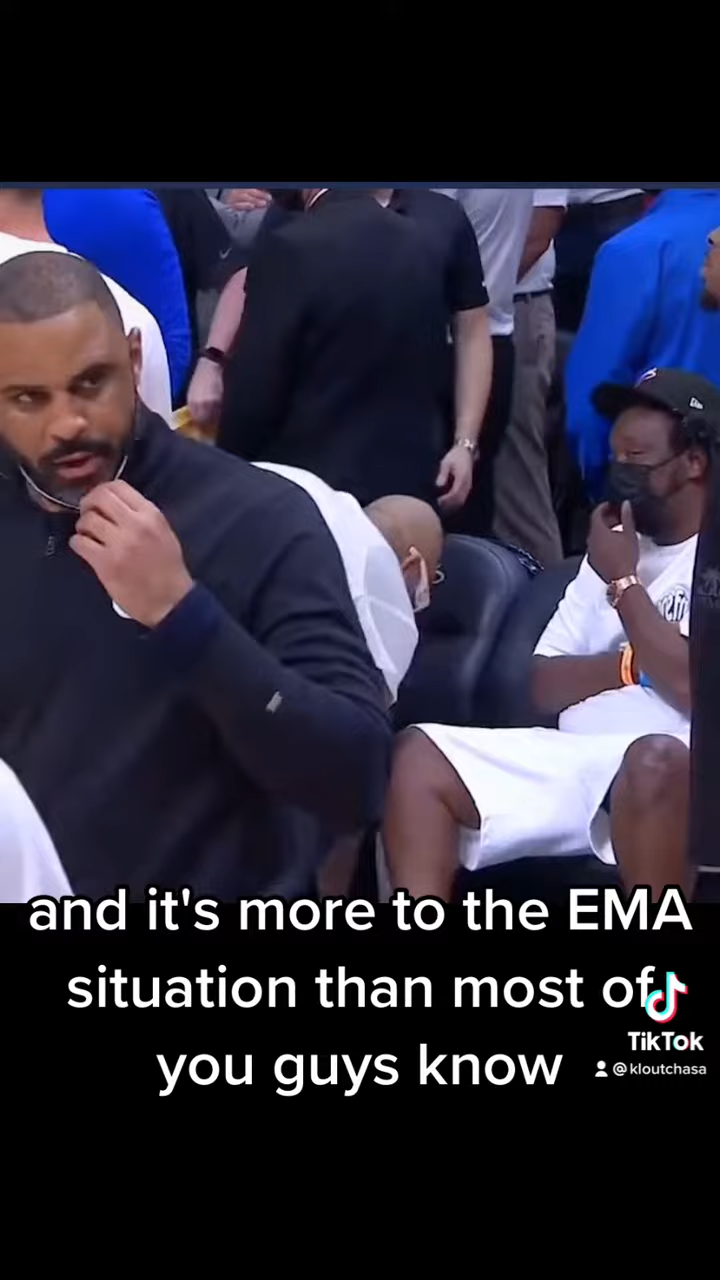 and it's more to the EMA
situation than most of
you guys know
TikTok
@kloutchasa